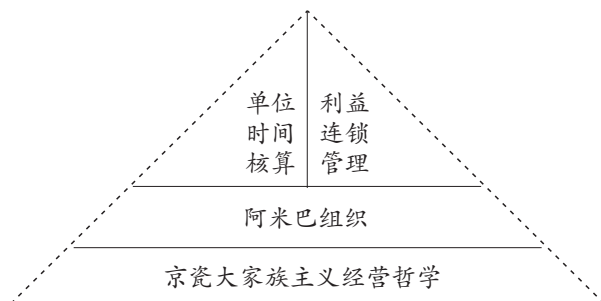 单位
时间
核算
利益
连锁
管理
阿米巴组织
京瓷大家族主义经营哲学